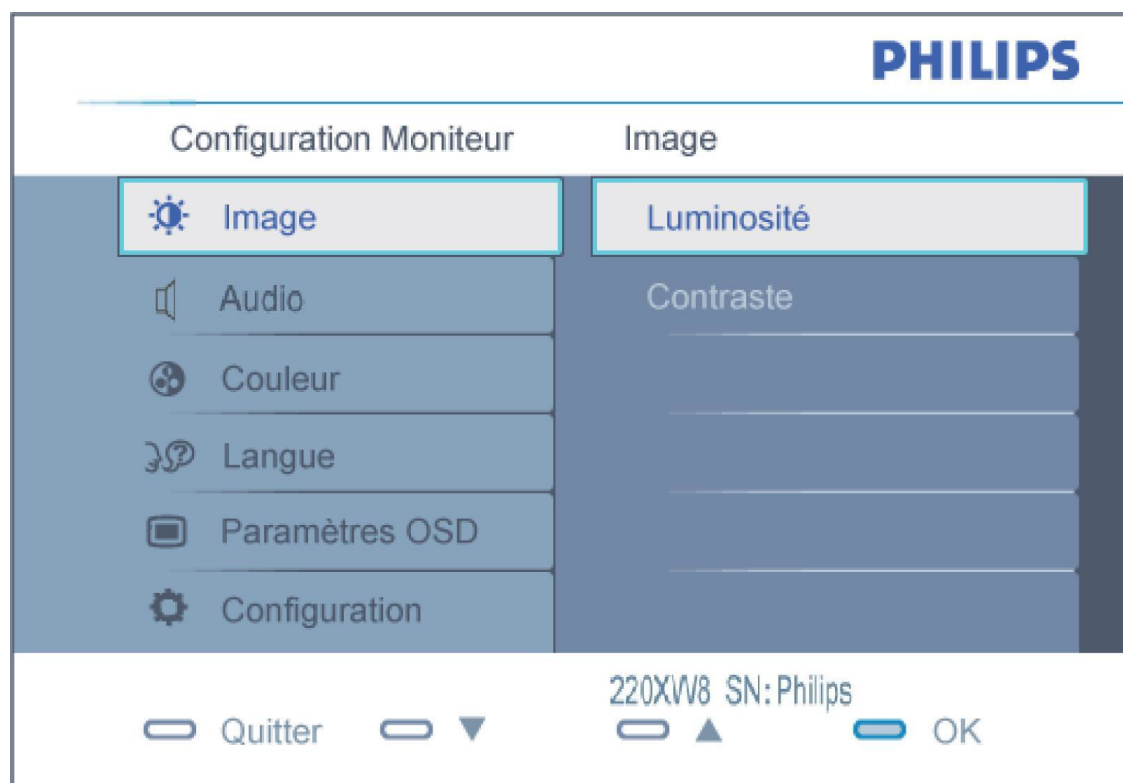 PHILIPS
Configuration Moniteur Image
Image Luminosité
Audio Contraste
Couleur
Langue
Paramètres OSD
Configuration
220XW8 SN: Philips
Quitter ▼ ▲ OK